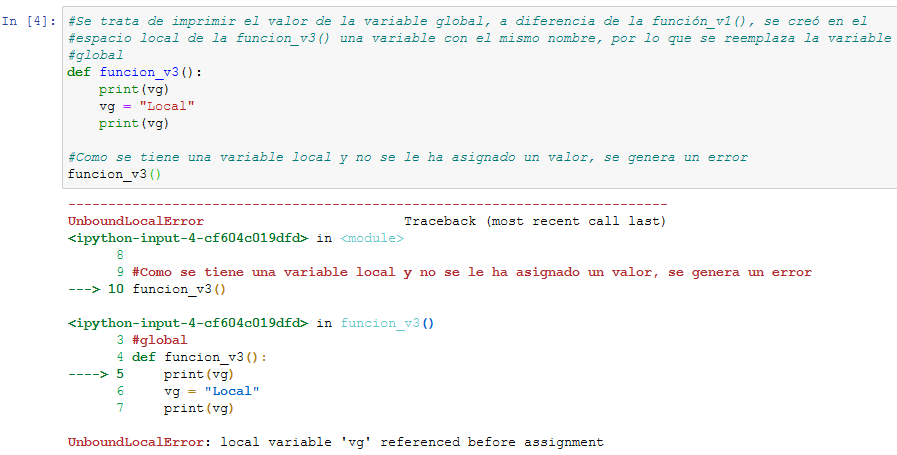 In [4]: #Se trata de imprimir el valor de la variable global, a diferencia de la función_v1(), se creó en el
#espacio local de la funcion_v3() una variable con el mismo nombre, por lo que se reemplaza la variable
#global
def funcion_v3():
    print(vg)
    vg = "Local"
    print(vg)
#Como se tiene una variable local y no se le ha asignado un valor, se genera un error
funcion_v3()
---------------------------------------------------------------------------
UnboundLocalError                         Traceback (most recent call last)
<ipython-input-4-cf604c019dfd> in <module>
      8
      9 #Como se tiene una variable local y no se le ha asignado un valor, se genera un error
---> 10 funcion_v3()
<ipython-input-4-cf604c019dfd> in funcion_v3()
      3 #global
      4 def funcion_v3():
----> 5     print(vg)
      6     vg = "Local"
      7     print(vg)
UnboundLocalError: local variable 'vg' referenced before assignment